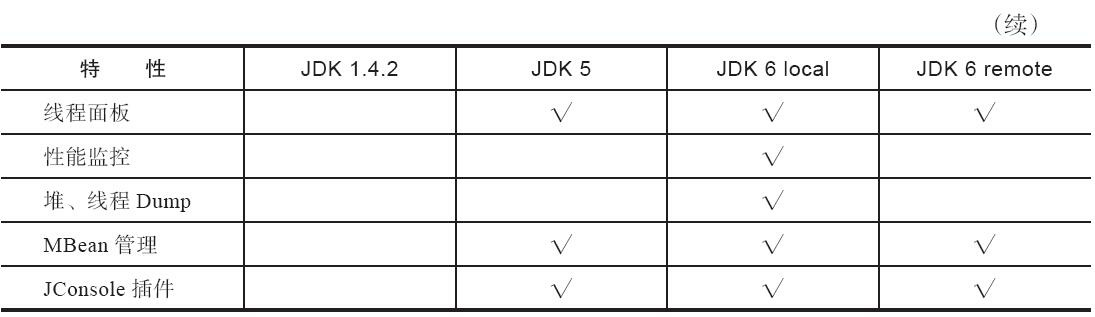 （续）
特 性 JDK 1.4.2 JDK 5 JDK 6 local JDK 6 remote
线程面板 √ √ √
性能监控 √
堆、线程 Dump √
MBean 管理 √ √ √
JConsole 插件 √ √ √